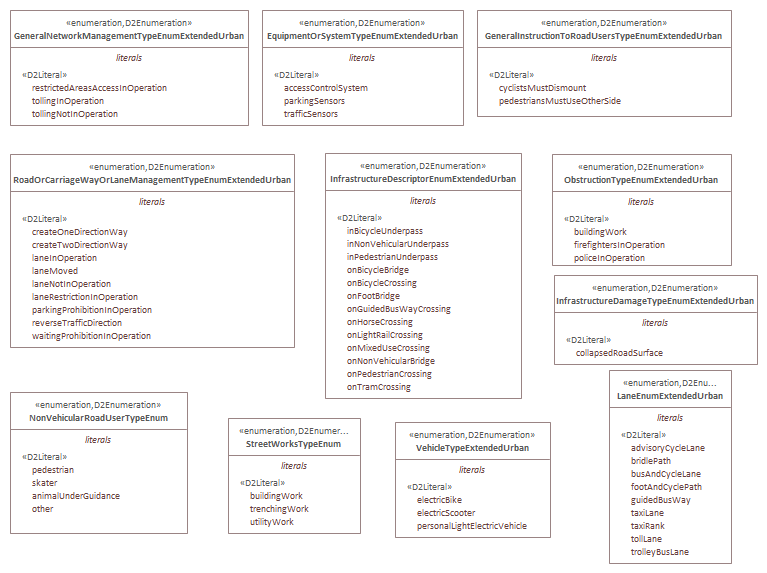 «enumeration,D2Enumeration»
GeneralNetworkManagementTypeEnumExtendedUrban
literals
«D2Literal»
restrictedAreasAccessInOperation
tollingInOperation
tollingNotInOperation
«enumeration,D2Enumeration»
EquipmentOrSystemTypeEnumExtendedUrban
literals
«D2Literal»
accessControlSystem
parkingSensors
trafficSensors
«enumeration,D2Enumeration»
GeneralInstructionToRoadUsersTypeEnumExtendedUrban
literals
«D2Literal»
cyclistsMustDismount
pedestriansMustUseOtherSide
«enumeration,D2Enumeration»
RoadOrCarriageWayOrLaneManagementTypeEnumExtendedUrban
literals
«D2Literal»
createOneDirectionWay
createTwoDirectionWay
laneInOperation
laneMoved
laneNotInOperation
laneRestrictionInOperation
parkingProhibitionInOperation
reverseTrafficDirection
waitingProhibitionInOperation
«enumeration,D2Enumeration»
InfrastructureDescriptorEnumExtendedUrban
literals
«D2Literal»
inBicycleUnderpass
inNonVehicularUnderpass
inPedestrianUnderpass
onBicycleBridge
onBicycleCrossing
onFootBridge
onGuidedBusWayCrossing
onHorseCrossing
onLightRailCrossing
onMixedUseCrossing
onNonVehicularBridge
onPedestrianCrossing
onTramCrossing
«enumeration,D2Enumeration»
ObstructionTypeEnumExtendedUrban
literals
«D2Literal»
buildingWork
firefightersInOperation
policeInOperation
«enumeration,D2Enumeration»
InfrastructureDamageTypeEnumExtendedUrban
literals
«D2Literal»
collapsedRoadSurface
«enumeration,D2Enumeration»
NonVehicularRoadUserTypeEnum
literals
«D2Literal»
pedestrian
skater
animalUnderGuidance
other
«enumeration,D2Enumer...
StreetWorksTypeEnum
literals
«D2Literal»
buildingWork
trenchingWork
utilityWork
«enumeration,D2Enumeration»
VehicleTypeExtendedUrban
literals
«D2Literal»
electricBike
electricScooter
personalLightElectricVehicle
«enumeration,D2Enu...
LaneEnumExtendedUrban
literals
«D2Literal»
advisoryCycleLane
bridlePath
busAndCycleLane
footAndCyclePath
guidedBusWay
taxiLane
taxiRank
tollLane
trolleyBusLane